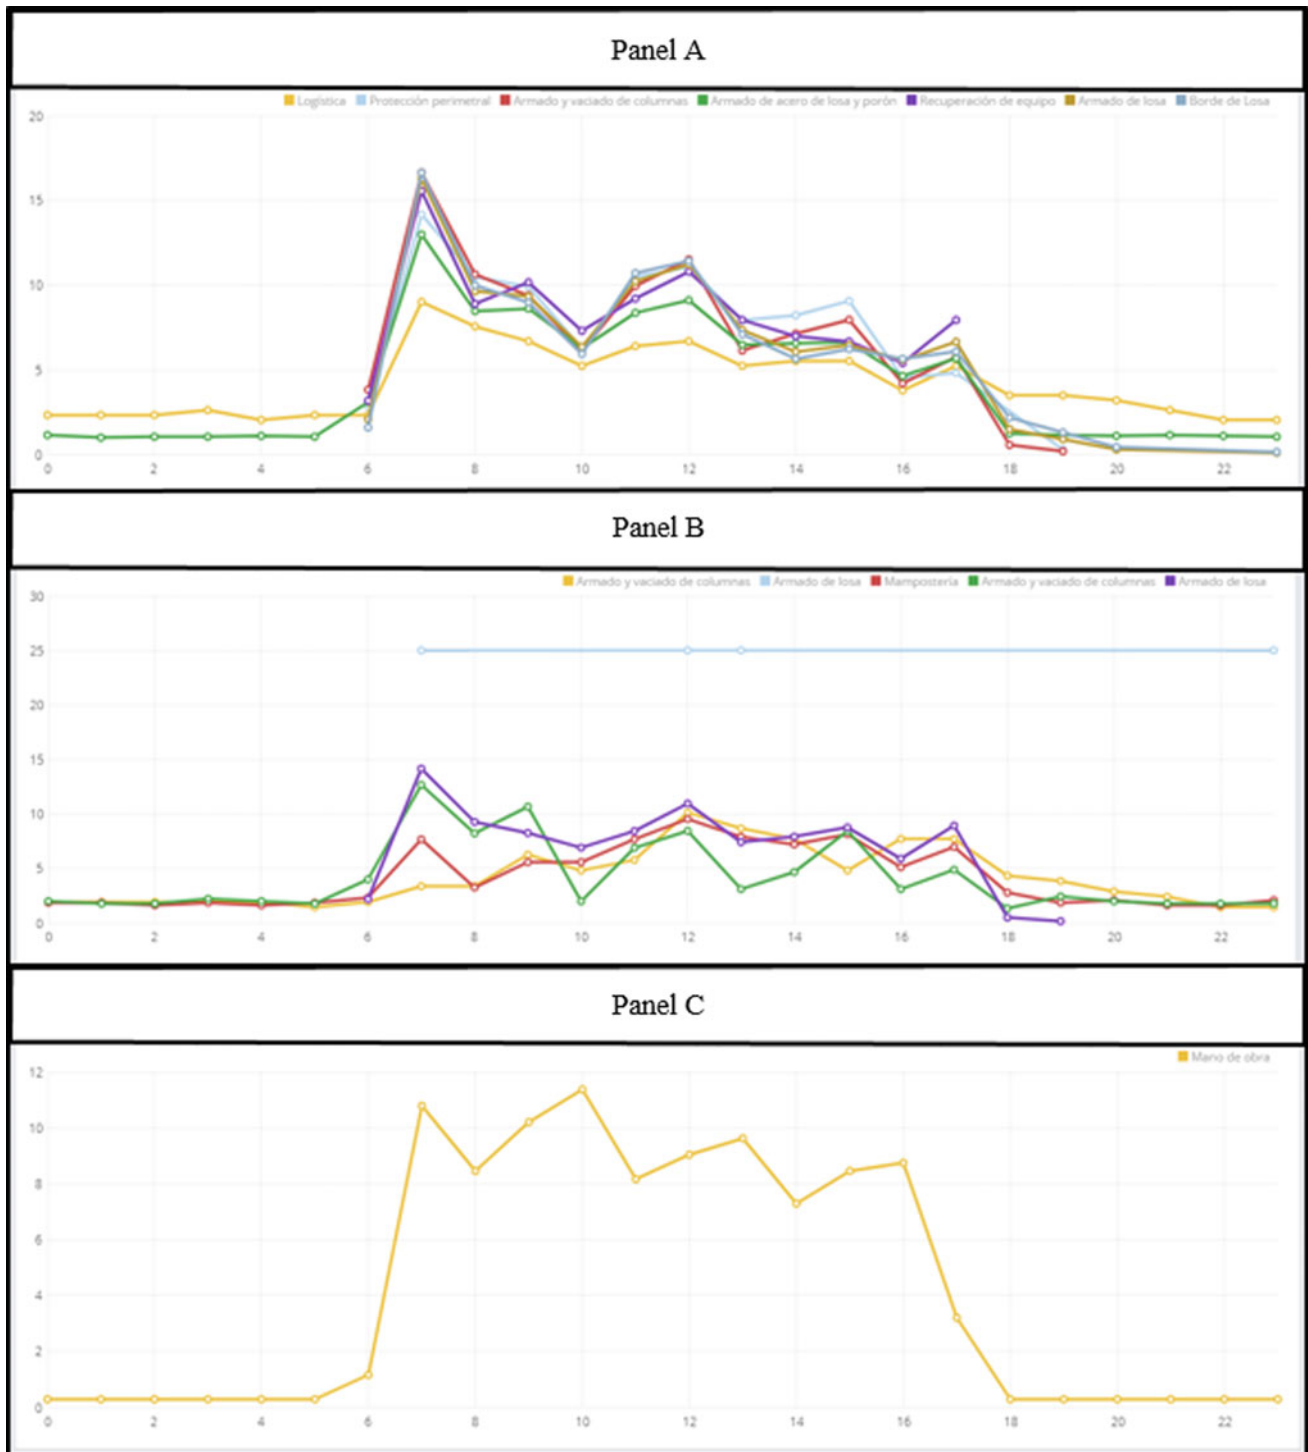 Panel A
Logística Protección perimetral Armado y vaciado de columnas Armado de acero de losa y porón Recuperación de equipo Armado de losa Borde de Losa
20
15
10
5
0
0 2 4 6 8 10 12 14 16 18 20 22
Panel B
Armado y vaciado de columnas Armado de losa Mampostería Armado y vaciado de columnas Armado de losa
30
25
20
15
10
5
0
0 2 4 6 8 10 12 14 16 18 20 22
Panel C
Mano de obra
12
10
8
6
4
2
0
0 2 4 6 8 10 12 14 16 18 20 22